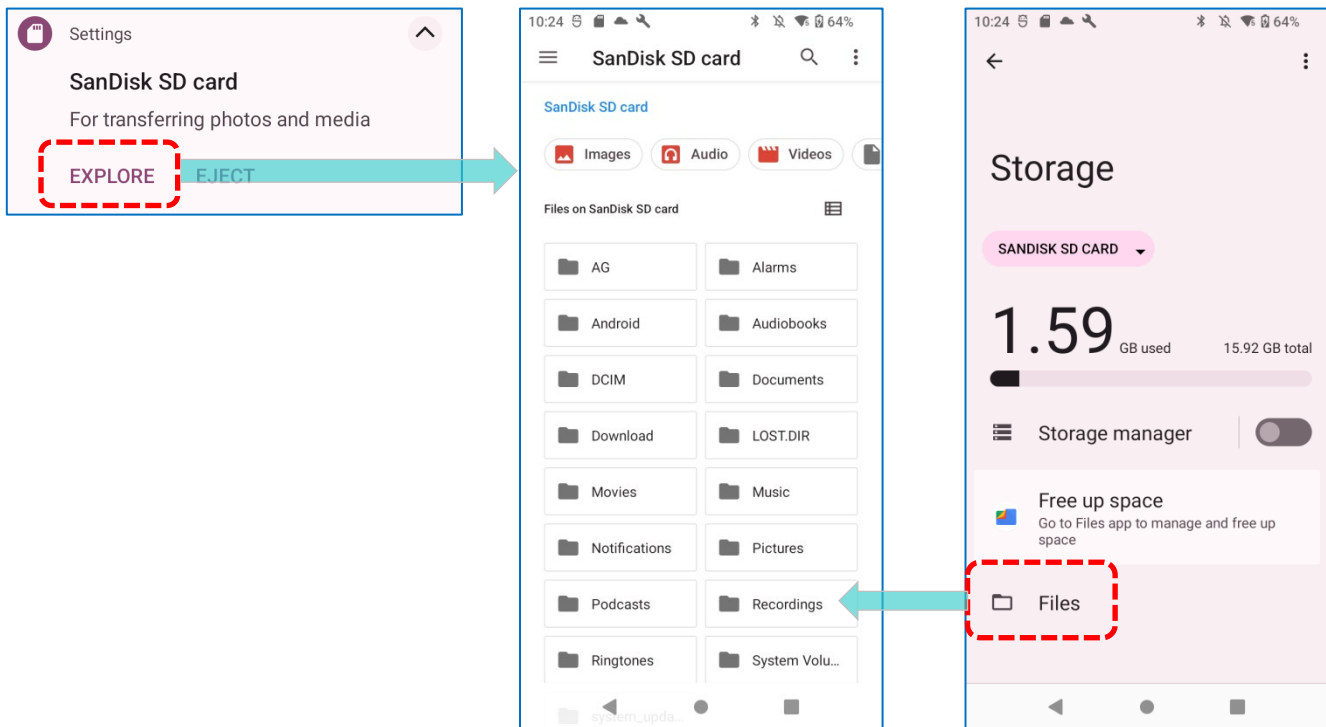 Settings
SanDisk SD card
For transferring photos and media
EXPLORE EJECT
10:24 64%
SanDisk SD card
SanDisk SD card
Images Audio Videos
Files on SanDisk SD card
AG Alarms
Android Audiobooks
DCIM Documents
Download LOST.DIR
Movies Music
Notifications Pictures
Podcasts Recordings
Ringtones System Volu...
system_upda...
10:24 64%
Storage
SANDISK SD CARD
1.59 GB used 15.92 GB total
Storage manager
Free up space
Go to Files app to manage and free up
space
Files